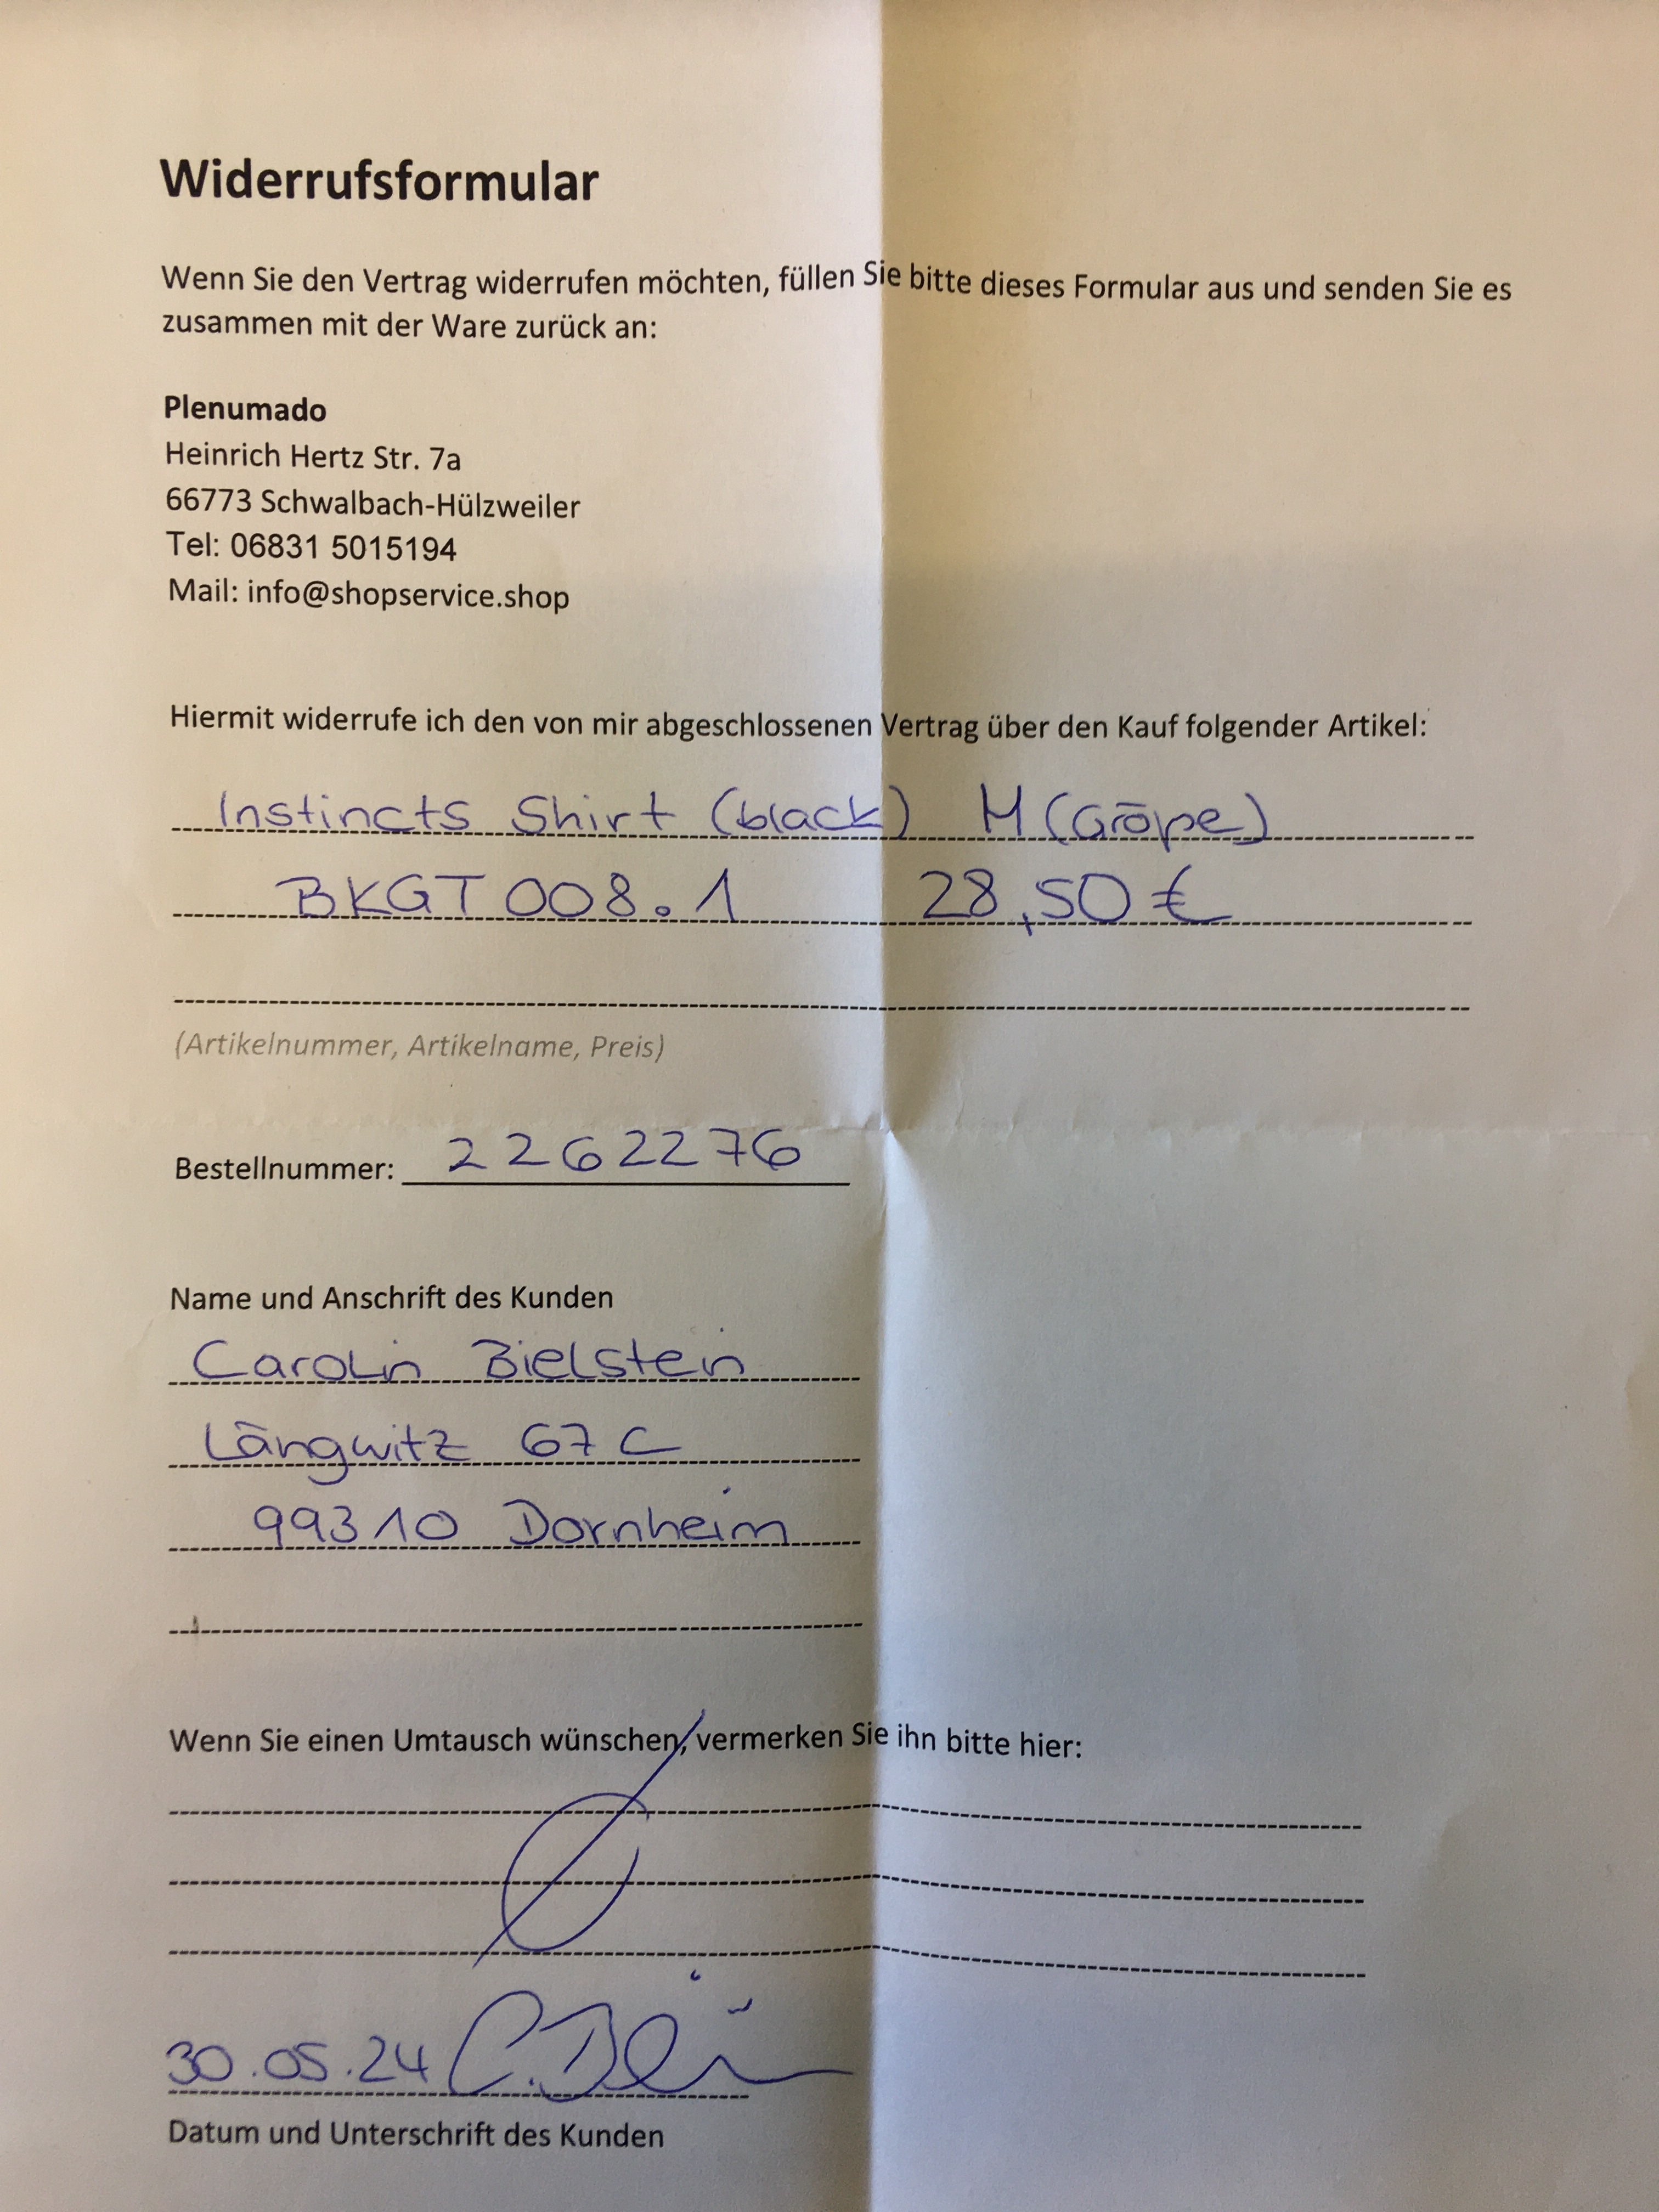 Widerrufsformular
Wenn Sie den Vertrag widerrufen möchten, füllen Sie bitte dieses Formular aus und senden Sie es
zusammen mit der Ware zurück an:
Plenumado
Heinrich Hertz Str. 7a
66773 Schwalbach-Hülzweiler
Tel: 06831 5015194
Mail: info@shopservice.shop
Hiermit widerrufe ich den von mir abgeschlossenen Vertrag über den Kauf folgender Artikel:
Instincts Shirt (black) M (Größe)
BKGT008.1 28,50 €
(Artikelnummer, Artikelname, Preis)
Bestellnummer: 2262276
Name und Anschrift des Kunden
Carolin Bielstein
Längwitz 67 C
99310 Dornheim
Wenn Sie einen Umtausch wünschen, vermerken Sie ihn bitte hier:
30.05.24
Datum und Unterschrift des Kunden